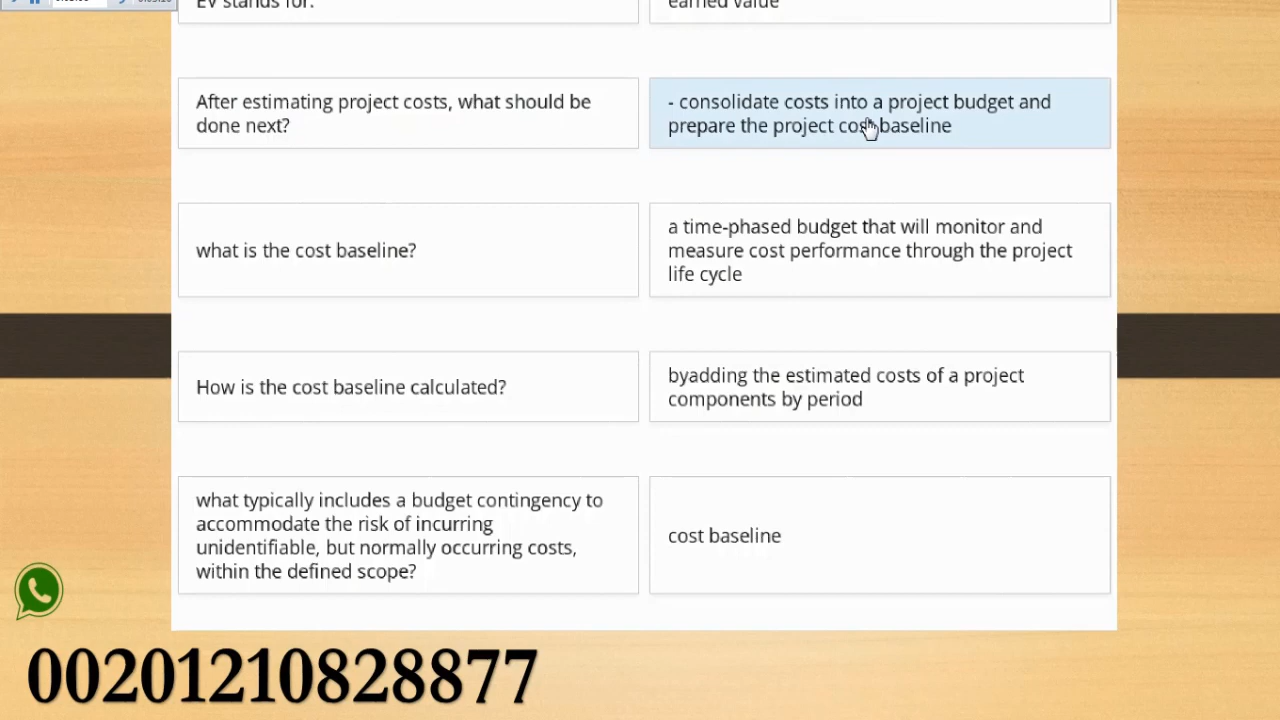 EV stands for:
earned value
After estimating project costs, what should be
done next?
- consolidate costs into a project budget and
prepare the project cost baseline
what is the cost baseline?
a time-phased budget that will monitor and
measure cost performance through the project
life cycle
How is the cost baseline calculated?
byadding the estimated costs of a project
components by period
what typically includes a budget contingency to
accommodate the risk of incurring
unidentifiable, but normally occurring costs,
within the defined scope?
cost baseline
00201210828877